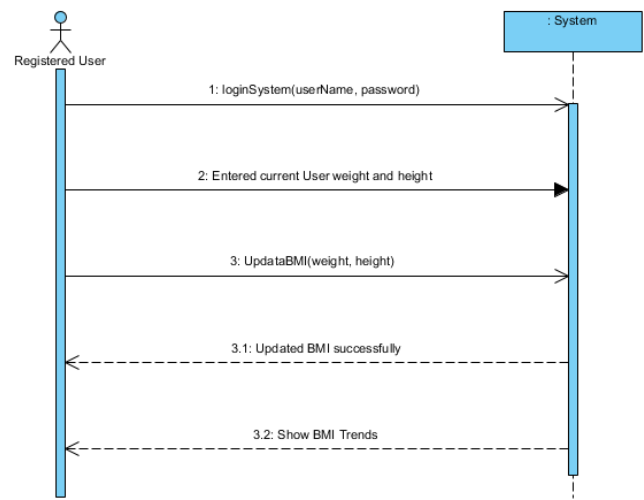 : System
Registered User
1: loginSystem(userName, password)
2: Entered current User weight and height
3: UpdataBMI(weight, height)
3.1: Updated BMI successfully
3.2: Show BMI Trends